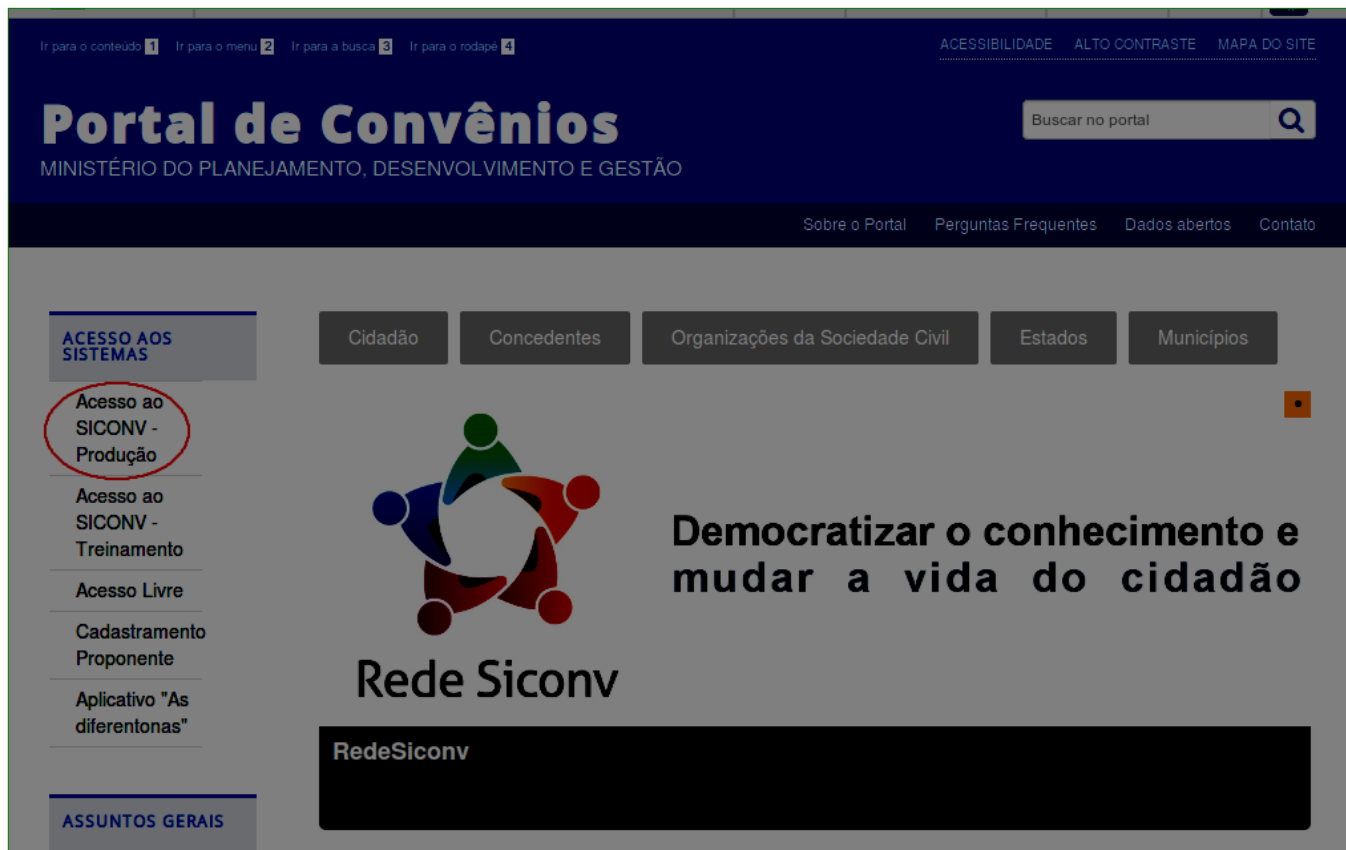 Ir para o conteúdo 1 Ir para o menu 2 Ir para a busca 3 Ir para o rodapé 4
ACESSIBILIDADE ALTO CONTRASTE MAPA DO SITE
Portal de Convênios
MINISTÉRIO DO PLANEJAMENTO, DESENVOLVIMENTO E GESTÃO
Buscar no portal
Sobre o Portal Perguntas Frequentes Dados abertos Contato
ACESSO AOS
SISTEMAS
Acesso ao
SICONV -
Produção
Acesso ao
SICONV -
Treinamento
Acesso Livre
Cadastramento
Proponente
Aplicativo "As
diferentonas"
ASSUNTOS GERAIS
Cidadão Concedentes Organizações da Sociedade Civil Estados Municípios
Rede Siconv
Democratizar o conhecimento e
mudar a vida do cidadão
RedeSiconv